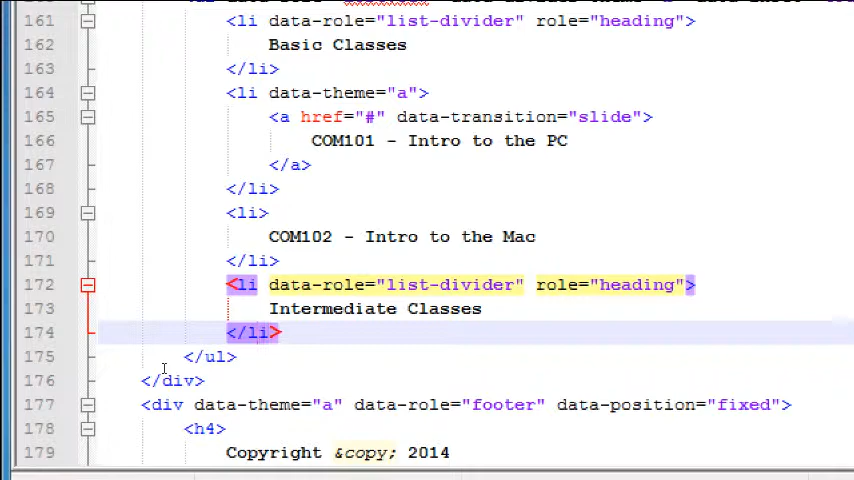 161 <li data-role="list-divider" role="heading">
162 Basic Classes
163 </li>
164 <li data-theme="a">
165 <a href="#" data-transition="slide">
166 COM101 - Intro to the PC
167 </a>
168 </li>
169 <li>
170 COM102 - Intro to the Mac
171 </li>
172 <li data-role="list-divider" role="heading">
173 Intermediate Classes
174 </li>
175 </ul>
176 </div>
177 <div data-theme="a" data-role="footer" data-position="fixed">
178 <h4>
179 Copyright &copy; 2014